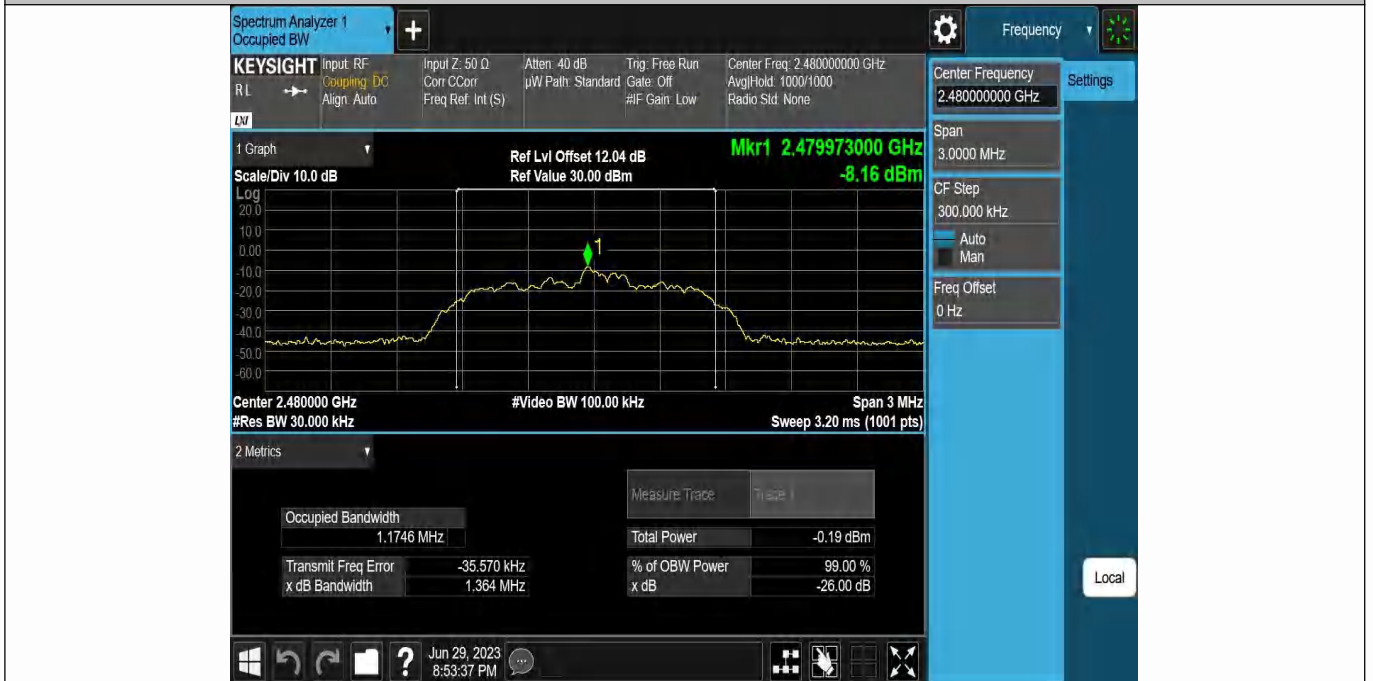 Spectrum Analyzer 1
Occupied BW
+
Frequency
KEYSIGHT
R L
LXI
Input: RF
Coupling: DC
Align: Auto
Input Z: 50 Ω
Corr CCorr
Freq Ref: Int (S)
Atten: 40 dB
µW Path: Standard
Trig: Free Run
Gate: Off
#IF Gain: Low
Center Freq: 2.480000000 GHz
Avg|Hold: 1000/1000
Radio Std: None
Center Frequency
2.480000000 GHz
Settings
Span
3.0000 MHz
CF Step
300.000 kHz
Auto
Man
Freq Offset
0 Hz
Local
1 Graph
Scale/Div 10.0 dB
Ref Lvl Offset 12.04 dB
Ref Value 30.00 dBm
Mkr1 2.479973000 GHz
-8.16 dBm
Log
20.0
10.0
0.00
-10.0
-20.0
-30.0
-40.0
-50.0
-60.0
1
Center 2.480000 GHz
#Res BW 30.000 kHz
#Video BW 100.00 kHz
Span 3 MHz
Sweep 3.20 ms (1001 pts)
2 Metrics
Measure Trace Trace 1
Occupied Bandwidth
1.1746 MHz
Total Power -0.19 dBm
Transmit Freq Error -35.570 kHz
% of OBW Power 99.00 %
x dB Bandwidth 1.364 MHz
x dB -26.00 dB
?
Jun 29, 2023
8:53:37 PM